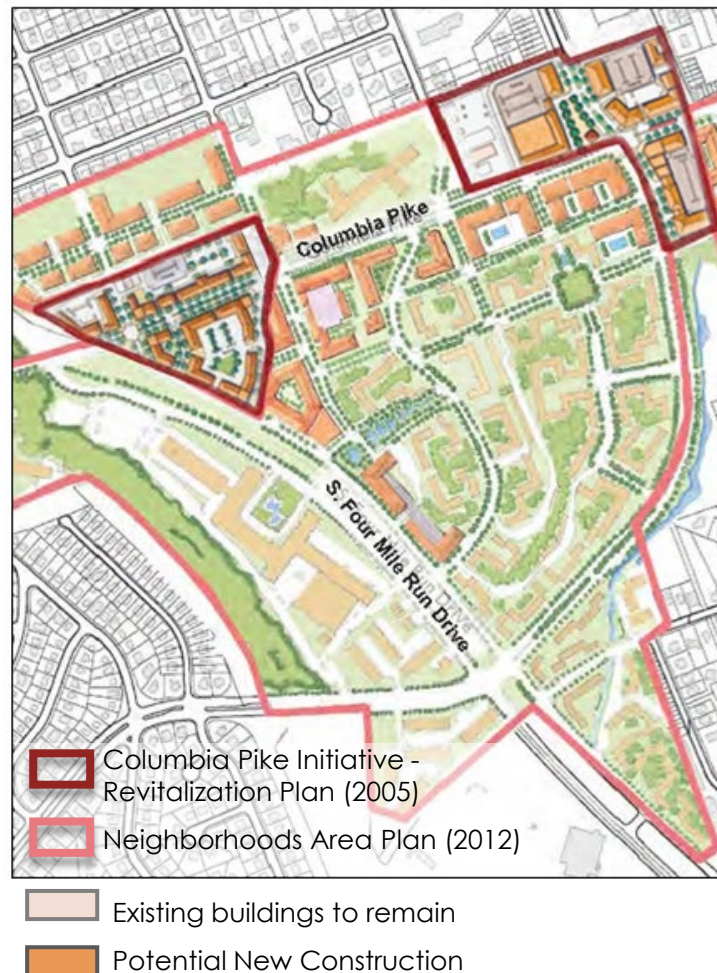 Columbia Pike
S. Four Mile Run Drive
Columbia Pike Initiative -
Revitalization Plan (2005)
Neighborhoods Area Plan (2012)
Existing buildings to remain
Potential New Construction